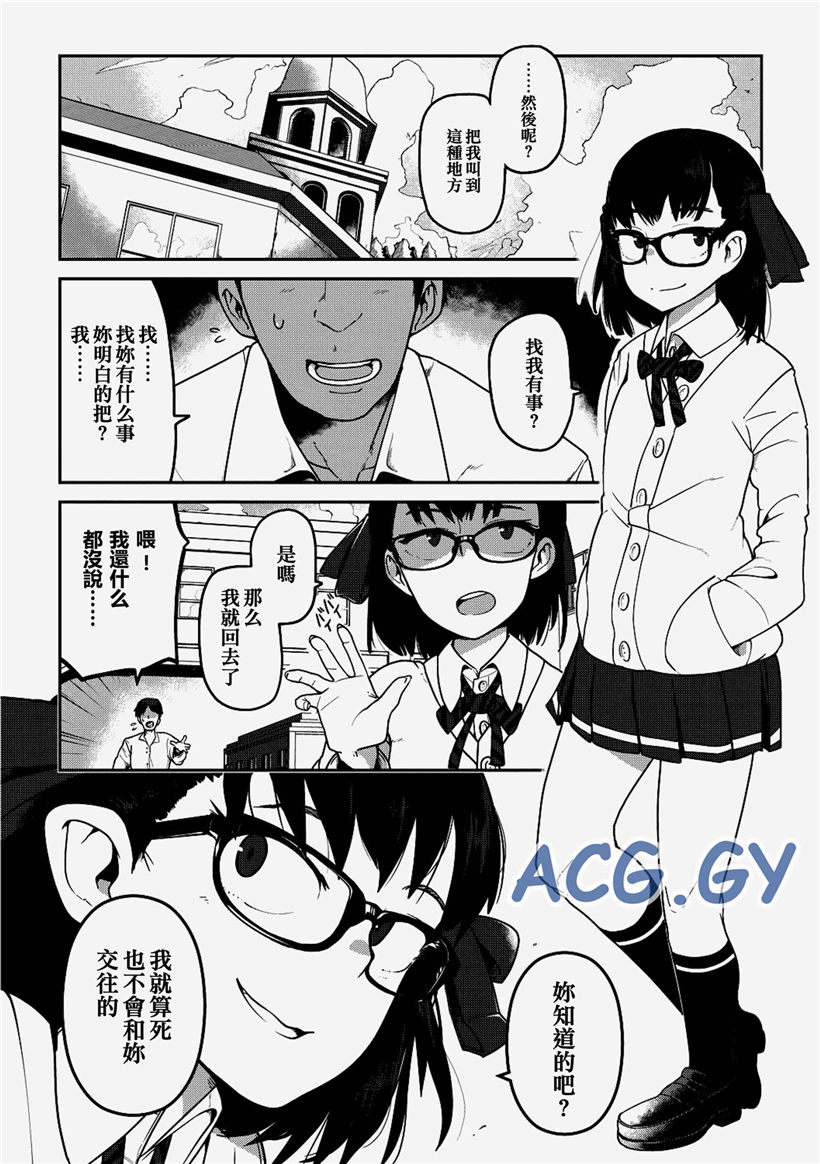 ……然後呢？
把我叫到
這種地方
找我有事？
找……
找妳有什么事
妳明白的把？
我……
是嗎
那么
我就回去了
喂！
我還什么
都沒說……
妳知道的吧？
我就算死
也不會和妳
交往的
ACG.GY